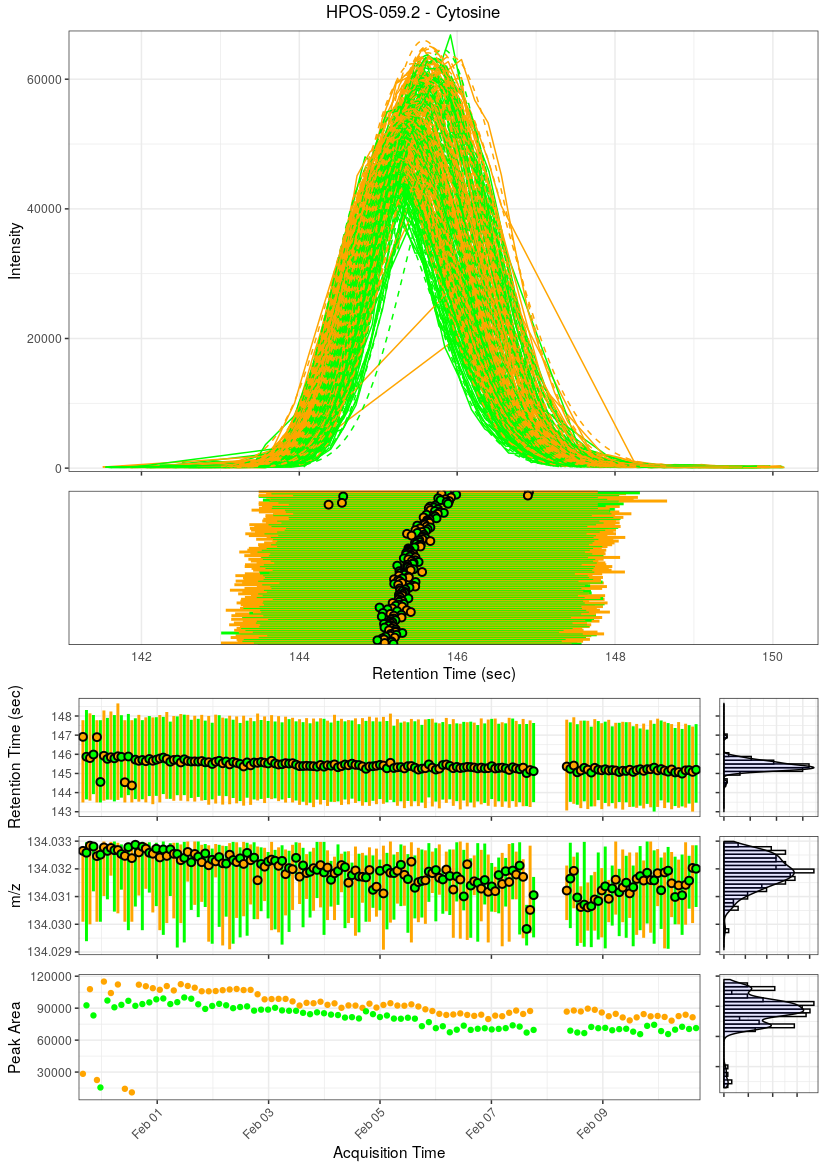 HPOS-059.2 - Cytosine
Intensity
60000
40000
20000
0
142
144
146
148
150
Retention Time (sec)
Retention Time (sec)
148
147
146
145
144
143
m/z
134.033
134.032
134.031
134.030
134.029
Peak Area
120000
90000
60000
30000
Feb 01
Feb 03
Feb 05
Feb 07
Feb 09
Acquisition Time